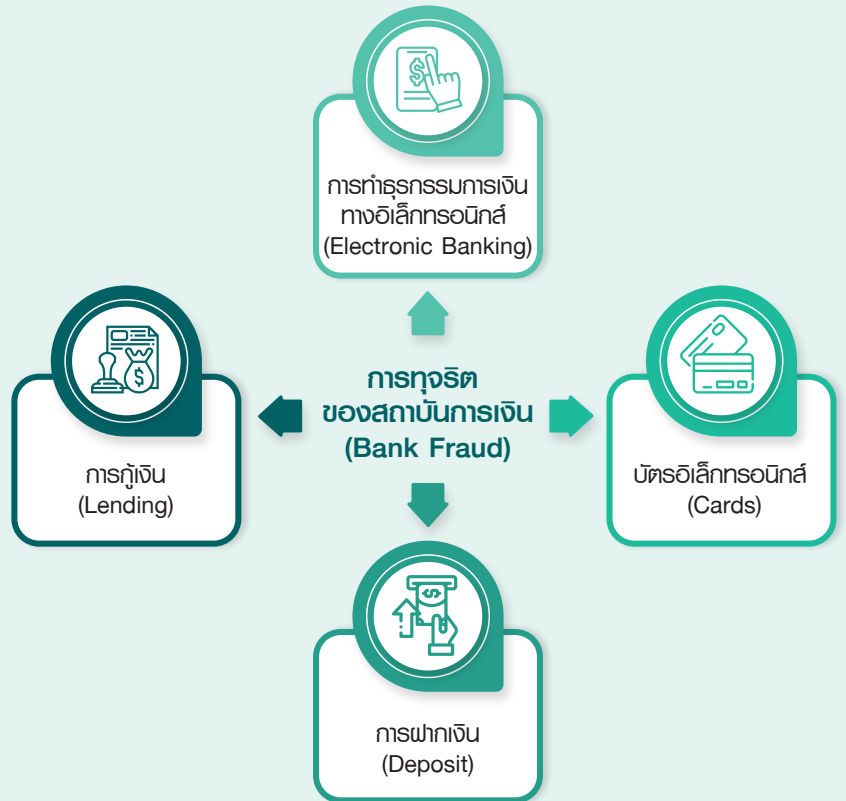 การทำธุรกรรมการเงิน
ทางอิเล็กทรอนิกส์
(Electronic Banking)
การทุจริต
ของสถาบันการเงิน
(Bank Fraud)
การกู้เงิน
(Lending)
บัตรอิเล็กทรอนิกส์
(Cards)
การฝากเงิน
(Deposit)